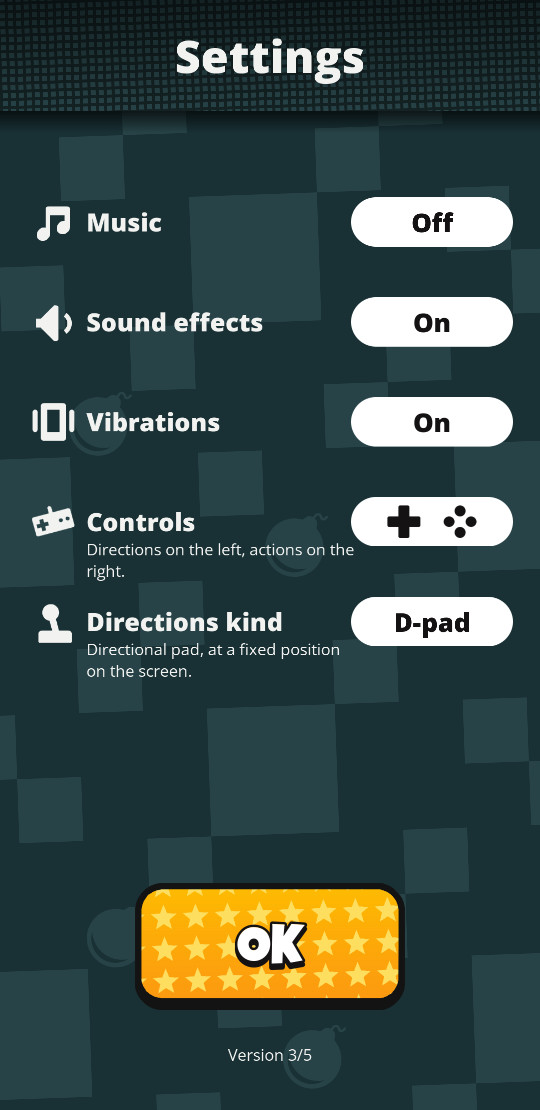 Settings
Music
Off
Sound effects
On
Vibrations
On
Controls
Directions on the left, actions on the
right.
Directions kind
D-pad
Directional pad, at a fixed position
on the screen.
OK
Version 3/5